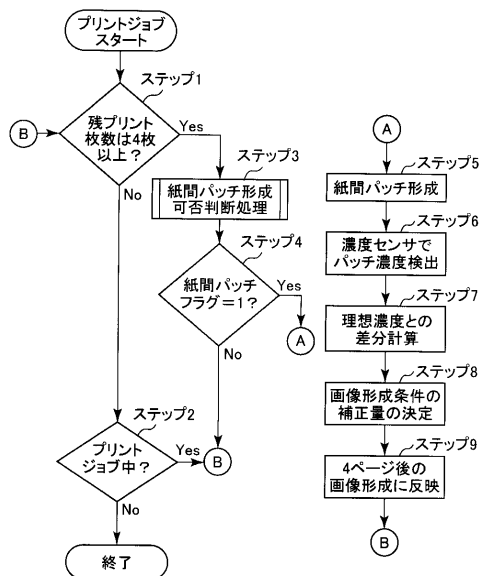 プリントジョブ
スタート
ステップ1
残プリント
枚数は4枚
以上？
B
Yes
No
ステップ3
紙間パッチ形成
可否判断処理
ステップ4
紙間パッチ
フラグ=1？
Yes
A
No
B
ステップ2
プリント
ジョブ中？
Yes
No
終了
A
ステップ5
紙間パッチ形成
ステップ6
濃度センサで
パッチ濃度検出
ステップ7
理想濃度との
差分計算
ステップ8
画像形成条件の
補正量の決定
ステップ9
4ページ後の
画像形成に反映
B